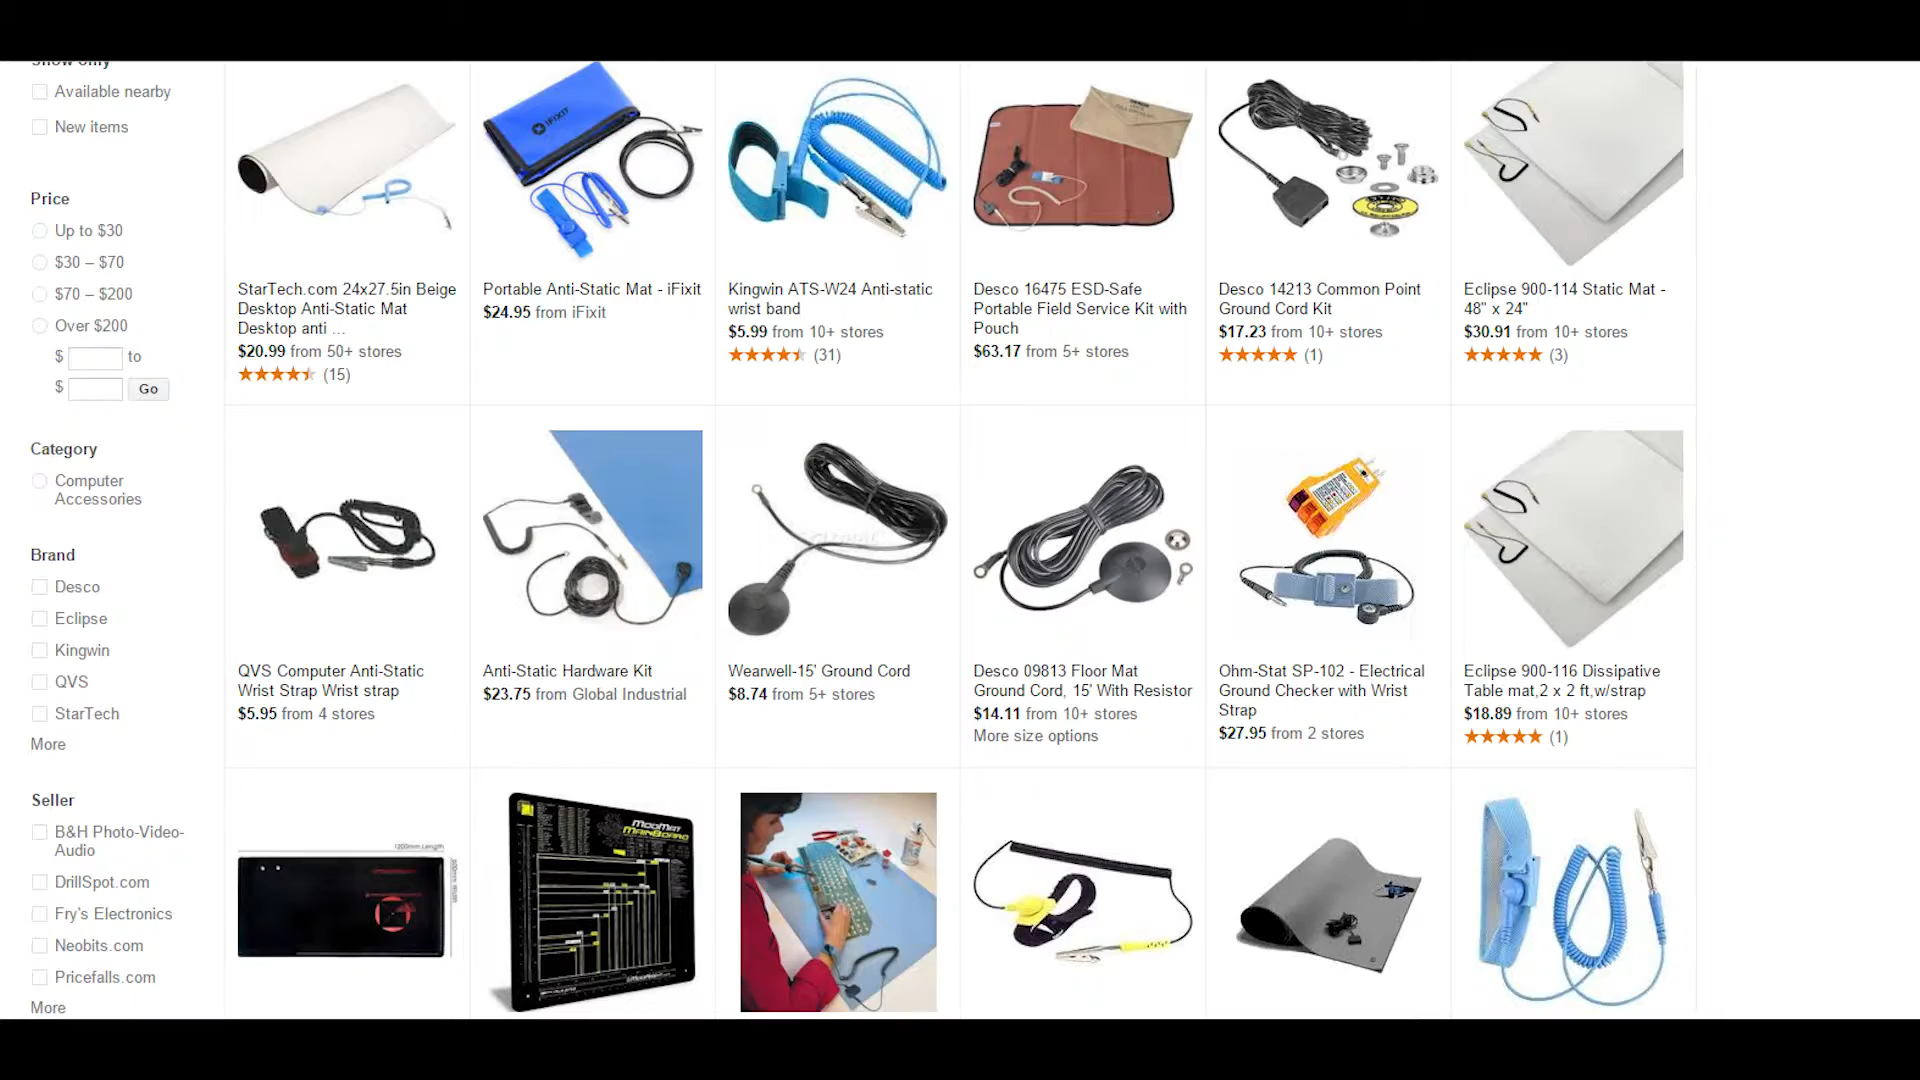 Show only
Available nearby
New items
Price
Up to $30
$30 – $70
$70 – $200
Over $200
$ to
$ Go
Category
Computer
Accessories
Brand
Desco
Eclipse
Kingwin
QVS
StarTech
More
Seller
B&H Photo-Video-
Audio
DrillSpot.com
Fry's Electronics
Neobits.com
Pricefalls.com
More
iFIXIT
StarTech.com 24x27.5in Beige
Desktop Anti-Static Mat
Desktop anti ...
$20.99 from 50+ stores
(15)
Portable Anti-Static Mat - iFixit
$24.95 from iFixit
Kingwin ATS-W24 Anti-static
wrist band
$5.99 from 10+ stores
(31)
Desco 16475 ESD-Safe
Portable Field Service Kit with
Pouch
$63.17 from 5+ stores
Desco 14213 Common Point
Ground Cord Kit
$17.23 from 10+ stores
(1)
Eclipse 900-114 Static Mat -
48" x 24"
$30.91 from 10+ stores
(3)
QVS Computer Anti-Static
Wrist Strap Wrist strap
$5.95 from 4 stores
Anti-Static Hardware Kit
$23.75 from Global Industrial
Wearwell-15' Ground Cord
$8.74 from 5+ stores
Desco 09813 Floor Mat
Ground Cord, 15' With Resistor
$14.11 from 10+ stores
More size options
Ohm-Stat SP-102 - Electrical
Ground Checker with Wrist
Strap
$27.95 from 2 stores
Eclipse 900-116 Dissipative
Table mat,2 x 2 ft,w/strap
$18.89 from 10+ stores
(1)
1200mm Length
ModMat
MainBoard